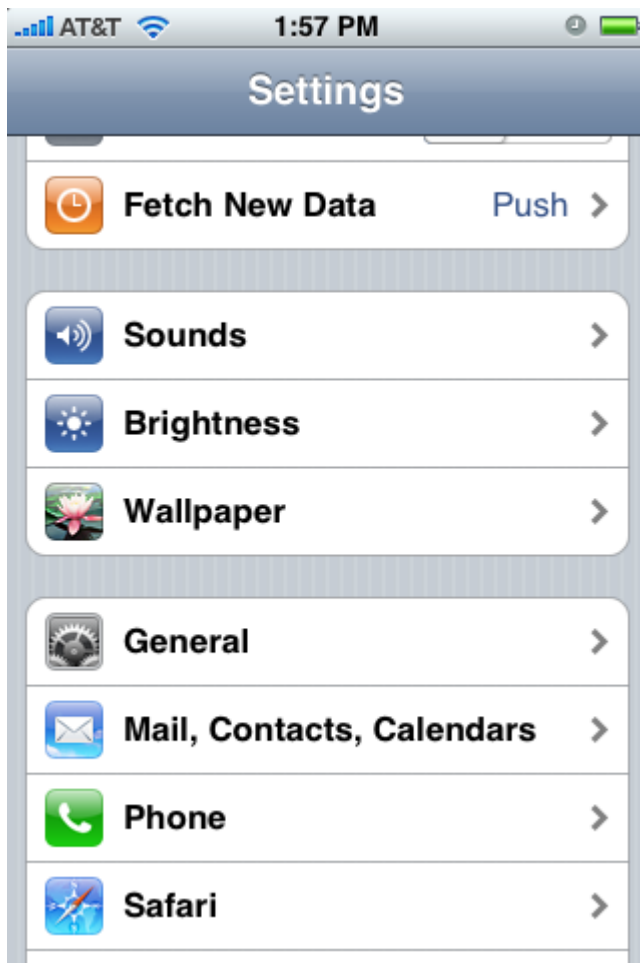 AT&T 1:57 PM
Settings
Fetch New Data Push
Sounds
Brightness
Wallpaper
General
Mail, Contacts, Calendars
Phone
Safari